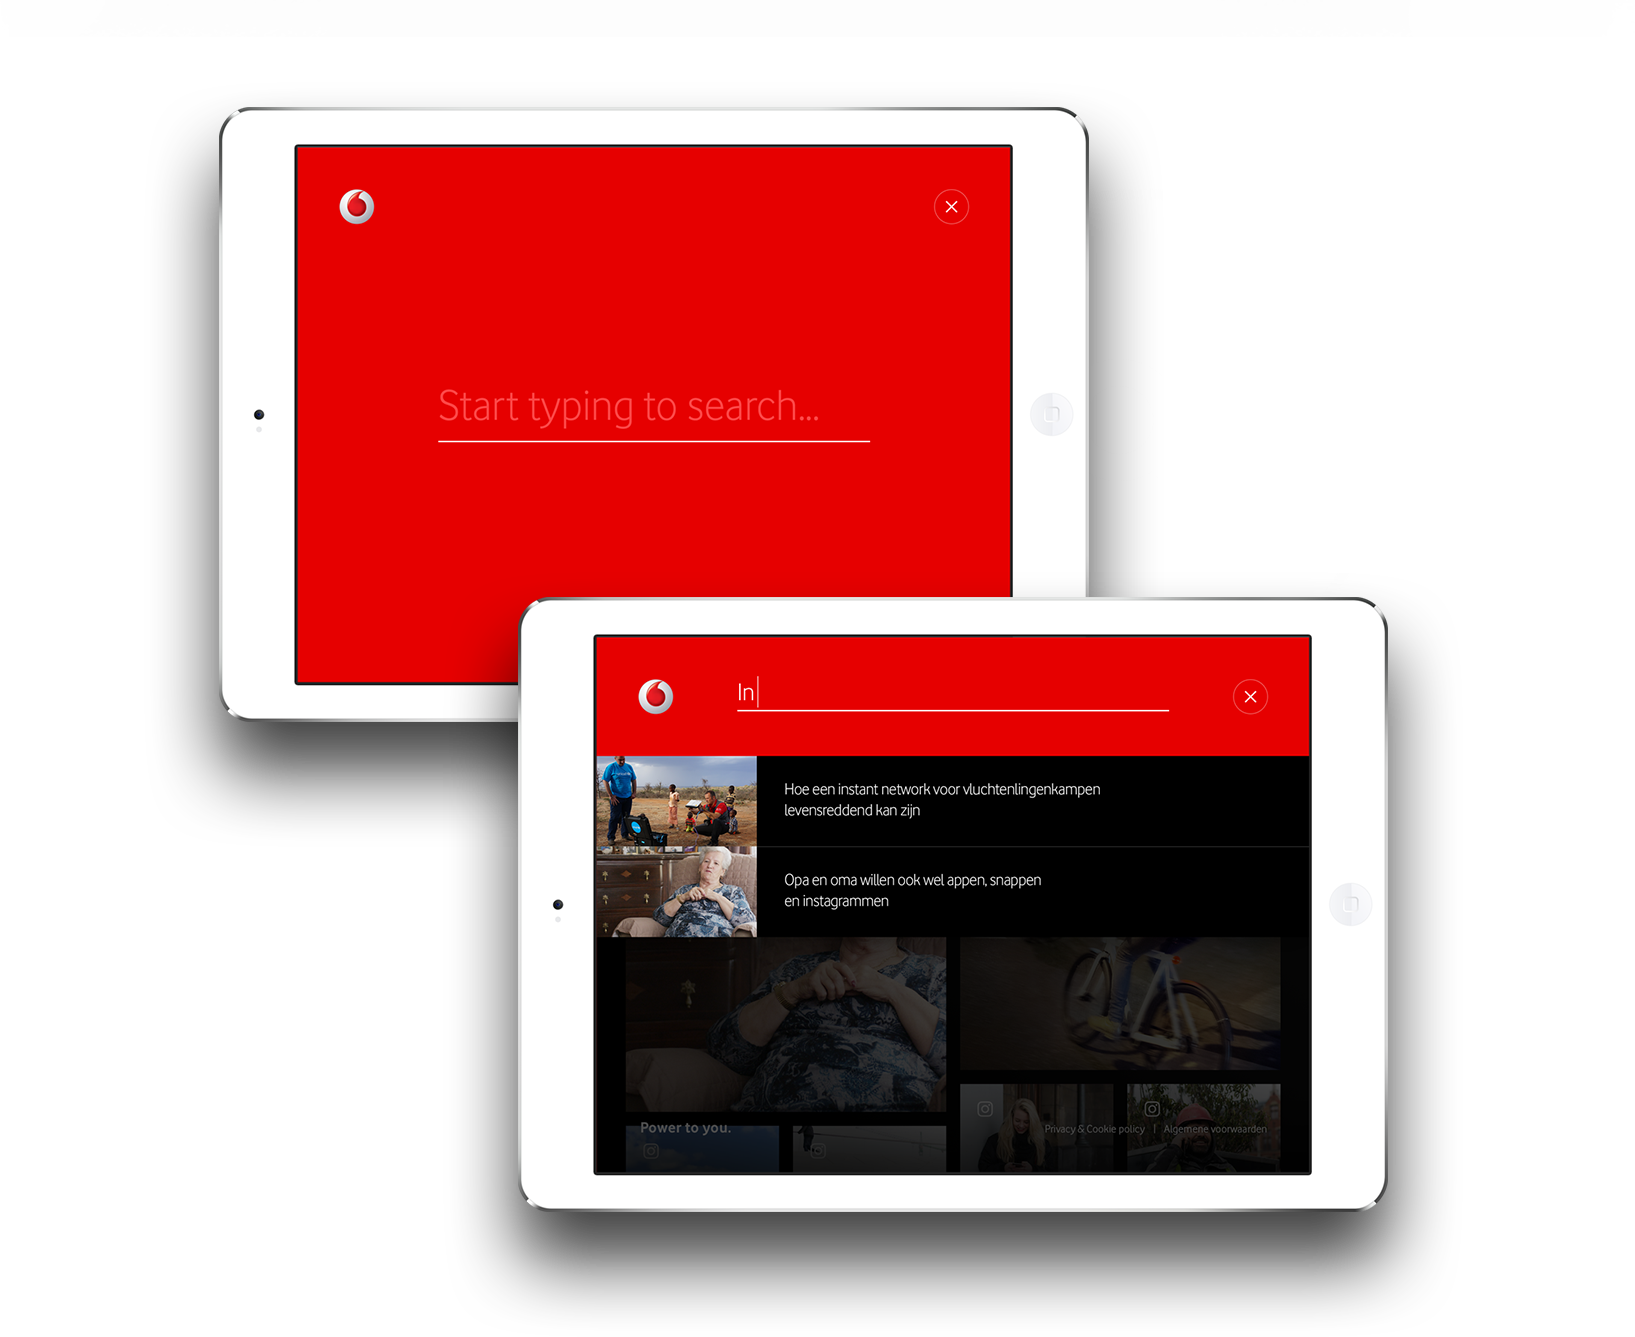 Start typing to search...
In
Hoe een instant network voor vluchtenlingenkampen
levensreddend kan zijn
Opa en oma willen ook wel appen, snappen
en instagrammen
Power to you.
Privacy & Cookie policy | Algemene voorwaarden